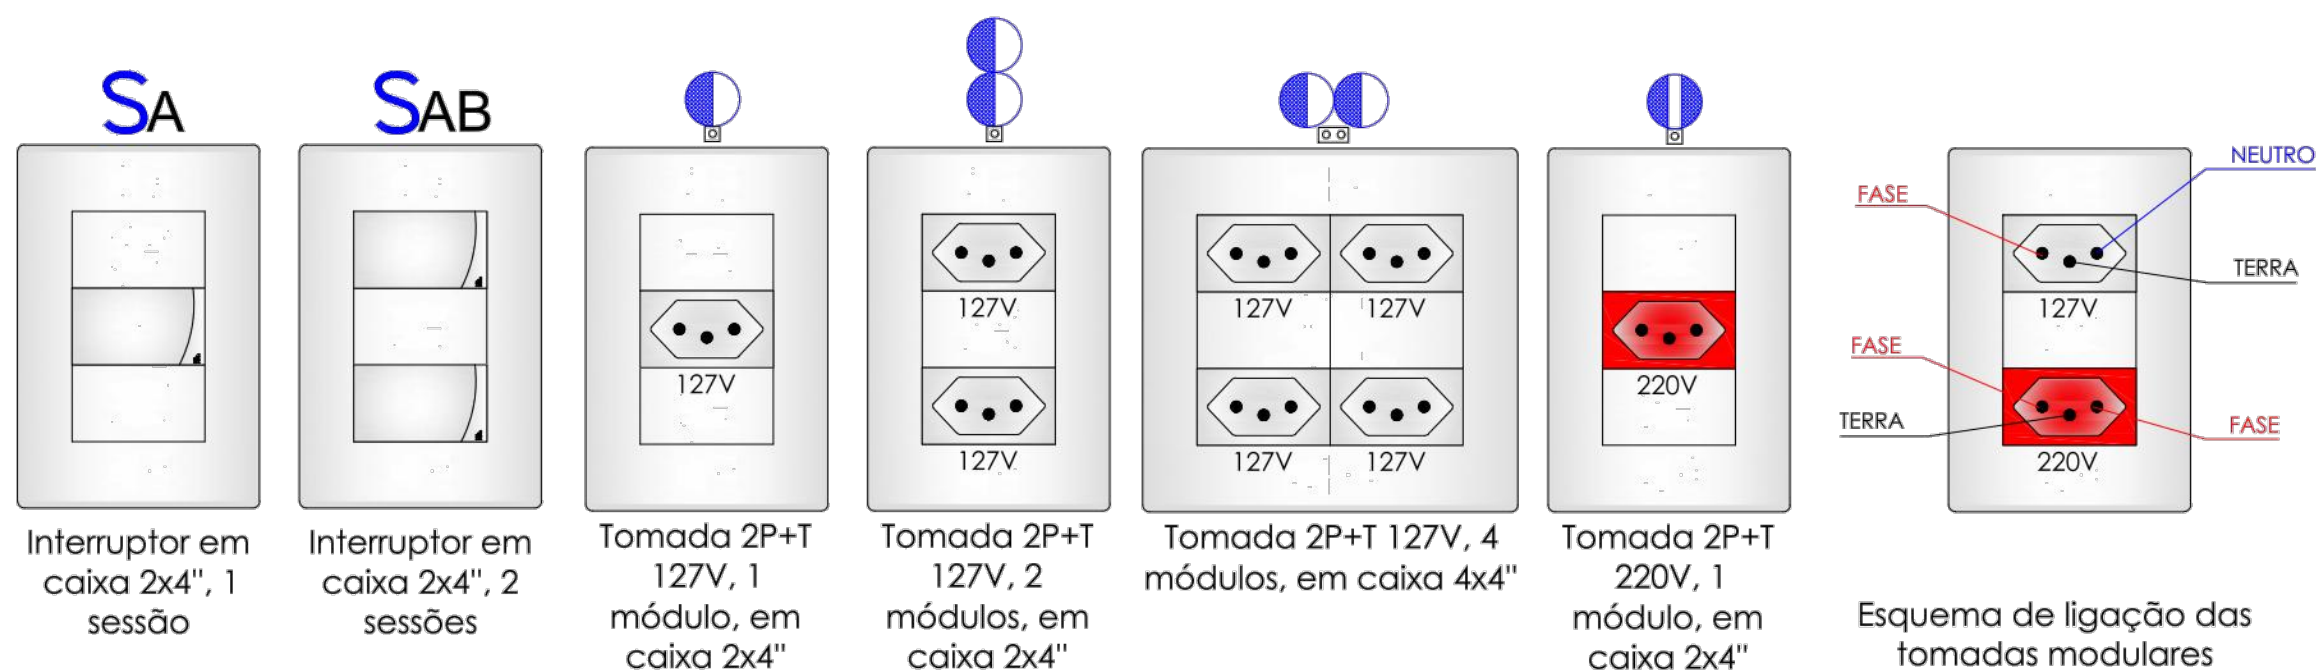 SA
Interruptor em
caixa 2x4", 1
sessão
SAB
Interruptor em
caixa 2x4", 2
sessões
127V
Tomada 2P+T
127V, 1
módulo, em
caixa 2x4"
127V
127V
Tomada 2P+T
127V, 2
módulos, em
caixa 2x4"
127V 127V
127V 127V
Tomada 2P+T 127V, 4
módulos, em caixa 4x4"
220V
Tomada 2P+T
220V, 1
módulo, em
caixa 2x4"
NEUTRO
FASE
TERRA
127V
FASE
TERRA
FASE
220V
Esquema de ligação das
tomadas modulares